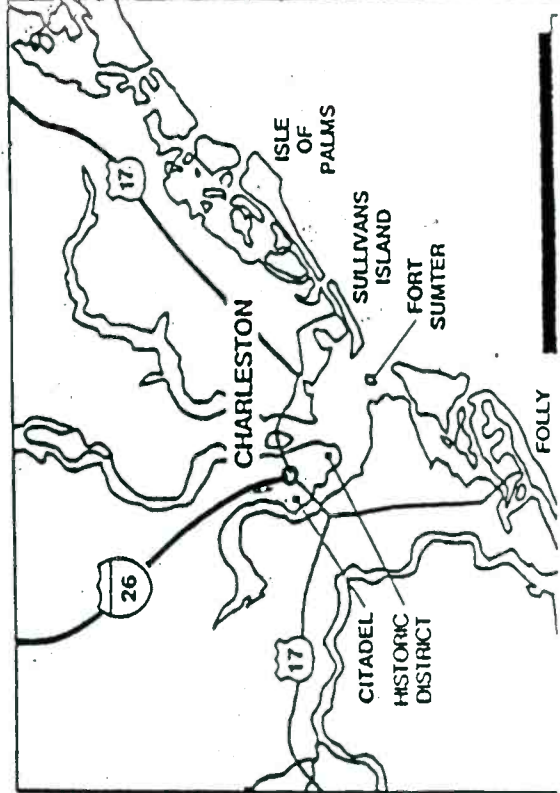 17
ISLE
OF
PALMS
SULLIVANS
ISLAND
FORT
SUMTER
CHARLESTON
26
17
CITADEL
HISTORIC
DISTRICT
FOLLY